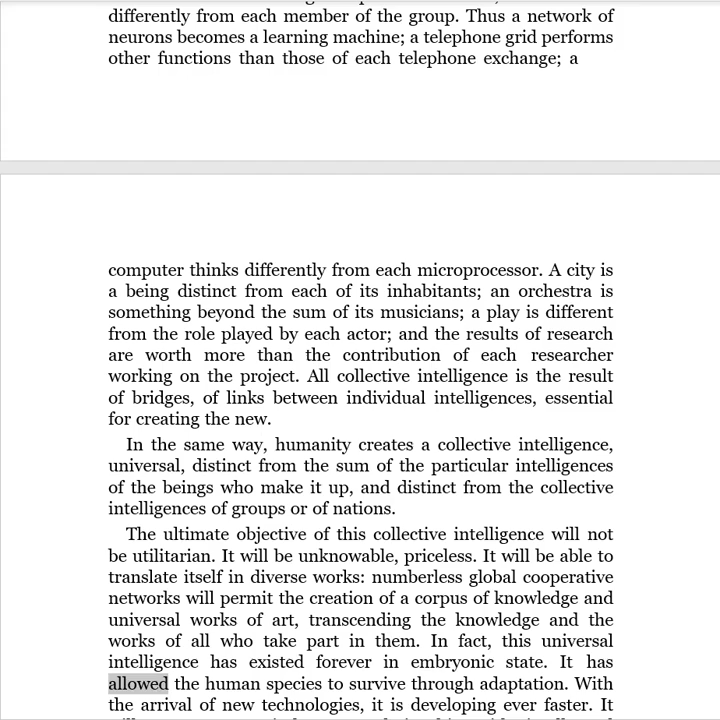 differently from each member of the group. Thus a network of
neurons becomes a learning machine; a telephone grid performs
other functions than those of each telephone exchange; a
computer thinks differently from each microprocessor. A city is
a being distinct from each of its inhabitants; an orchestra is
something beyond the sum of its musicians; a play is different
from the role played by each actor; and the results of research
are worth more than the contribution of each researcher
working on the project. All collective intelligence is the result
of bridges, of links between individual intelligences, essential
for creating the new.
In the same way, humanity creates a collective intelligence,
universal, distinct from the sum of the particular intelligences
of the beings who make it up, and distinct from the collective
intelligences of groups or of nations.
The ultimate objective of this collective intelligence will not
be utilitarian. It will be unknowable, priceless. It will be able to
translate itself in diverse works: numberless global cooperative
networks will permit the creation of a corpus of knowledge and
universal works of art, transcending the knowledge and the
works of all who take part in them. In fact, this universal
intelligence has existed forever in embryonic state. It has
allowed the human species to survive through adaptation. With
the arrival of new technologies, it is developing ever faster. It